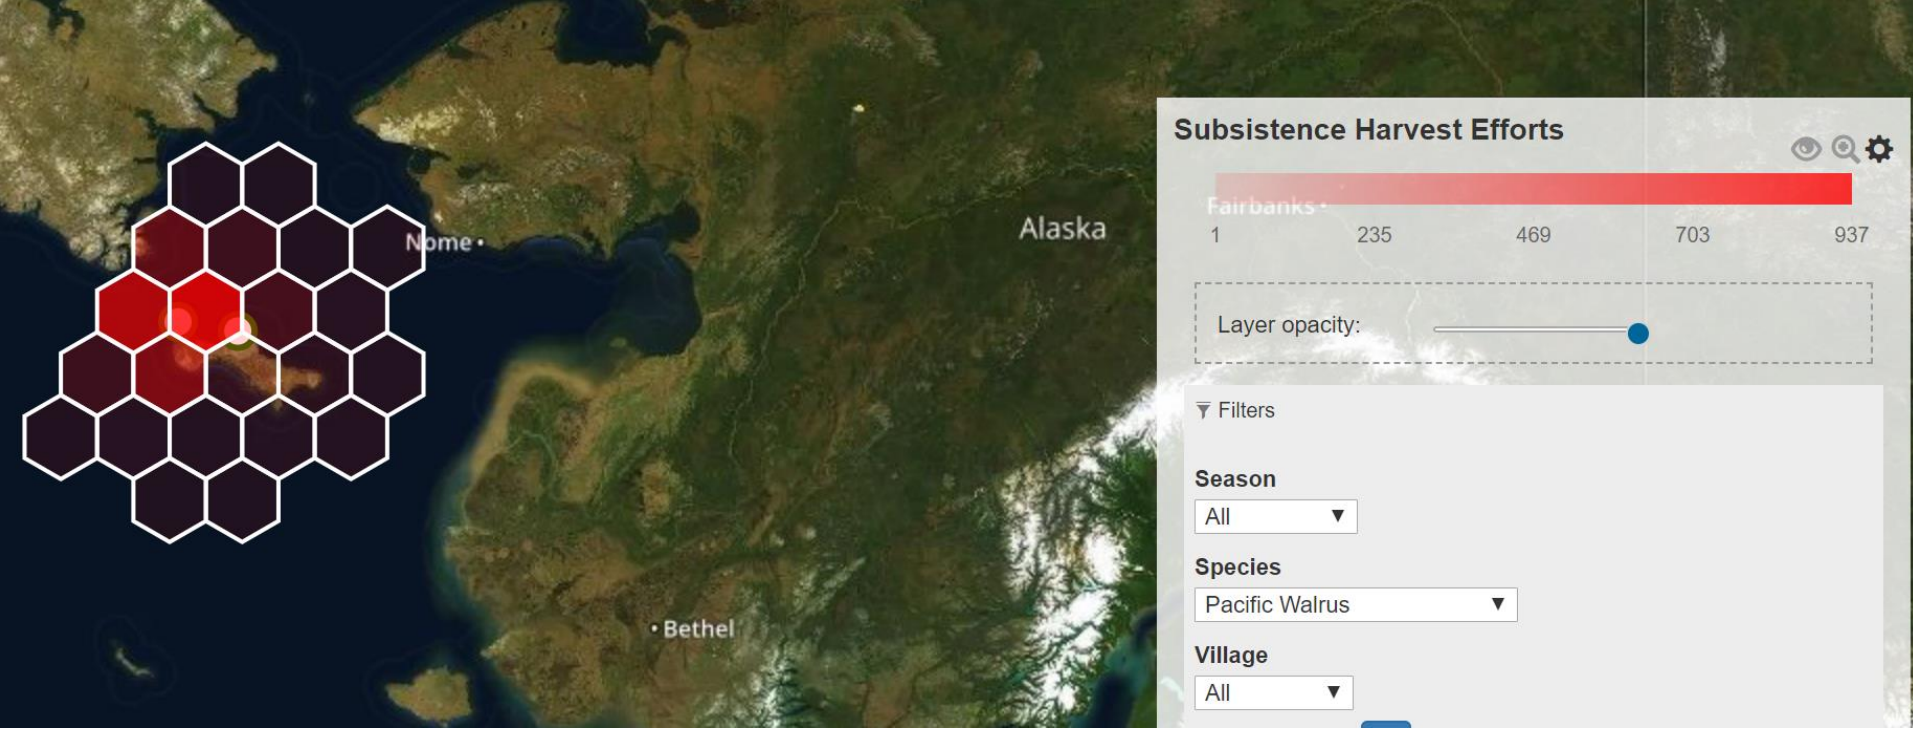 Subsistence Harvest Efforts
Fairbanks
1 235 469 703 937
Nome
Alaska
Layer opacity:
Filters
Season
All
Species
Pacific Walrus
Bethel
Village
All